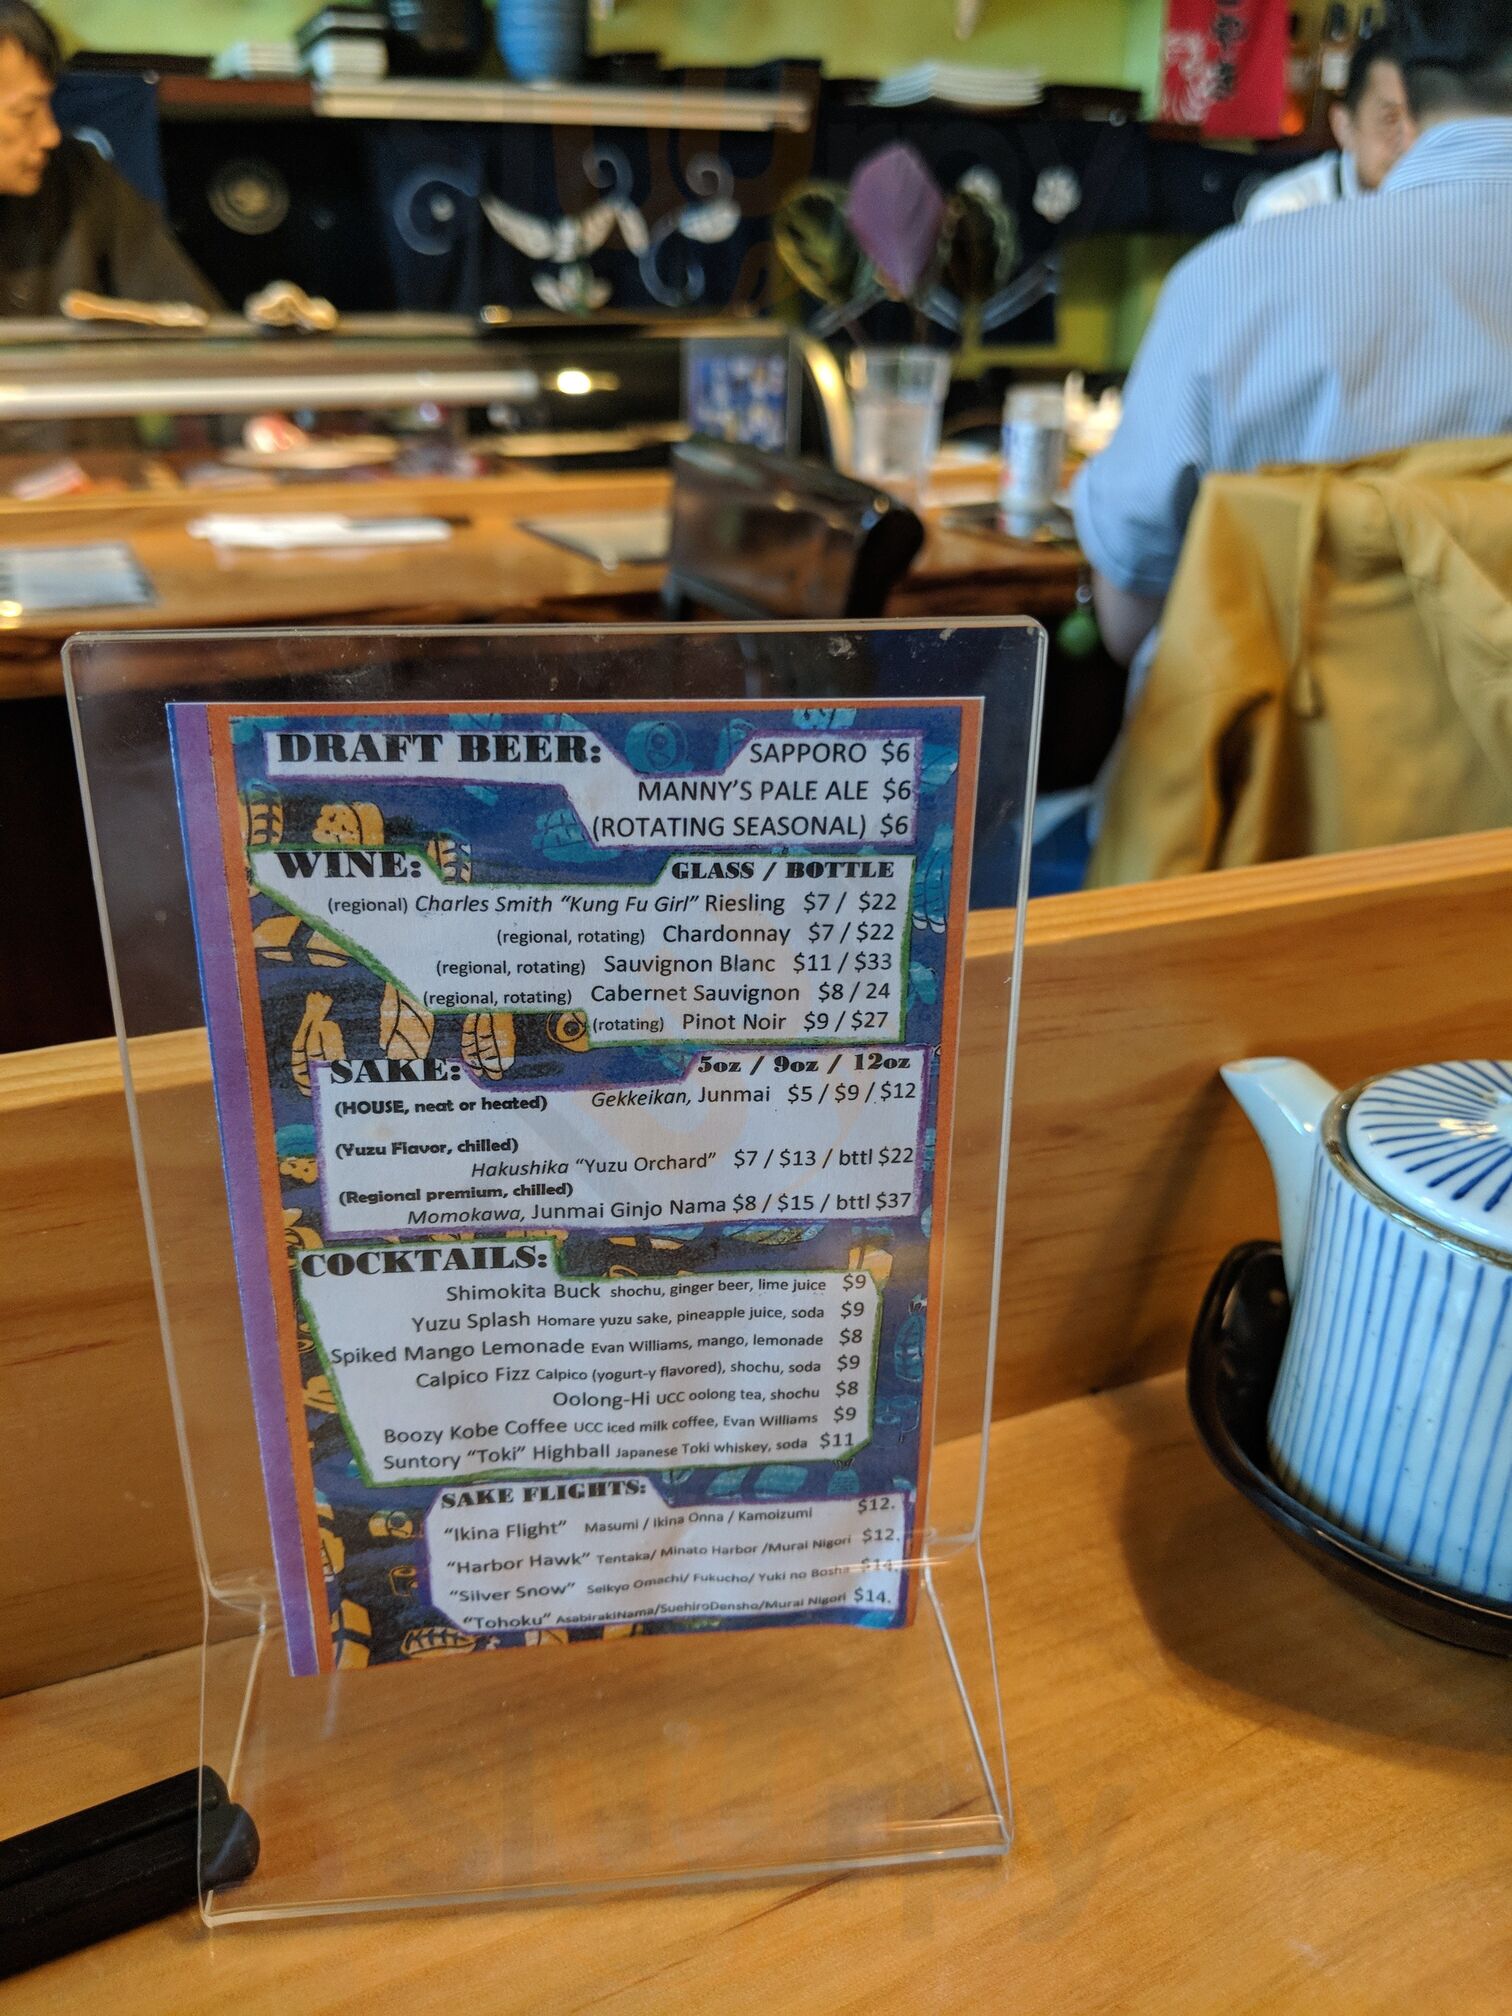 DRAFT BEER: SAPPORO $6
MANNY'S PALE ALE $6
(ROTATING SEASONAL) $6
WINE: GLASS / BOTTLE
(regional) Charles Smith "Kung Fu Girl" Riesling $7 / $22
(regional, rotating) Chardonnay $7 / $22
(regional, rotating) Sauvignon Blanc $11 / $33
(regional, rotating) Cabernet Sauvignon $8 / 24
(rotating) Pinot Noir $9 / $27
SAKE: 5oz / 9oz / 12oz
(HOUSE, neat or heated) Gekkeikan, Junmai $5 / $9 / $12
(Yuzu Flavor, chilled)
Hakushika "Yuzu Orchard" $7 / $13 / bttl $22
(Regional premium, chilled)
Momokawa, Junmai Ginjo Nama $8 / $15 / bttl $37
COCKTAILS:
Shimokita Buck shochu, ginger beer, lime juice $9
Yuzu Splash Homare yuzu sake, pineapple juice, soda $9
Spiked Mango Lemonade Evan Williams, mango, lemonade $8
Calpico Fizz Calpico (yogurt-y flavored), shochu, soda $9
Oolong-Hi UCC oolong tea, shochu $8
Boozy Kobe Coffee UCC iced milk coffee, Evan Williams $9
Suntory "Toki" Highball Japanese Toki whiskey, soda $11
SAKE FLIGHTS:
"Ikina Flight" Masumi / Ikina Onna / Kamoizumi $12.
"Harbor Hawk" Tentaka/ Minato Harbor /Murai Nigori $12.
"Silver Snow" Seikyo Omachi/ Fukucho/ Yuki no Bosha $14.
"Tohoku" AsabirakiNama/SuehiroDensho/Murai Nigori $14.